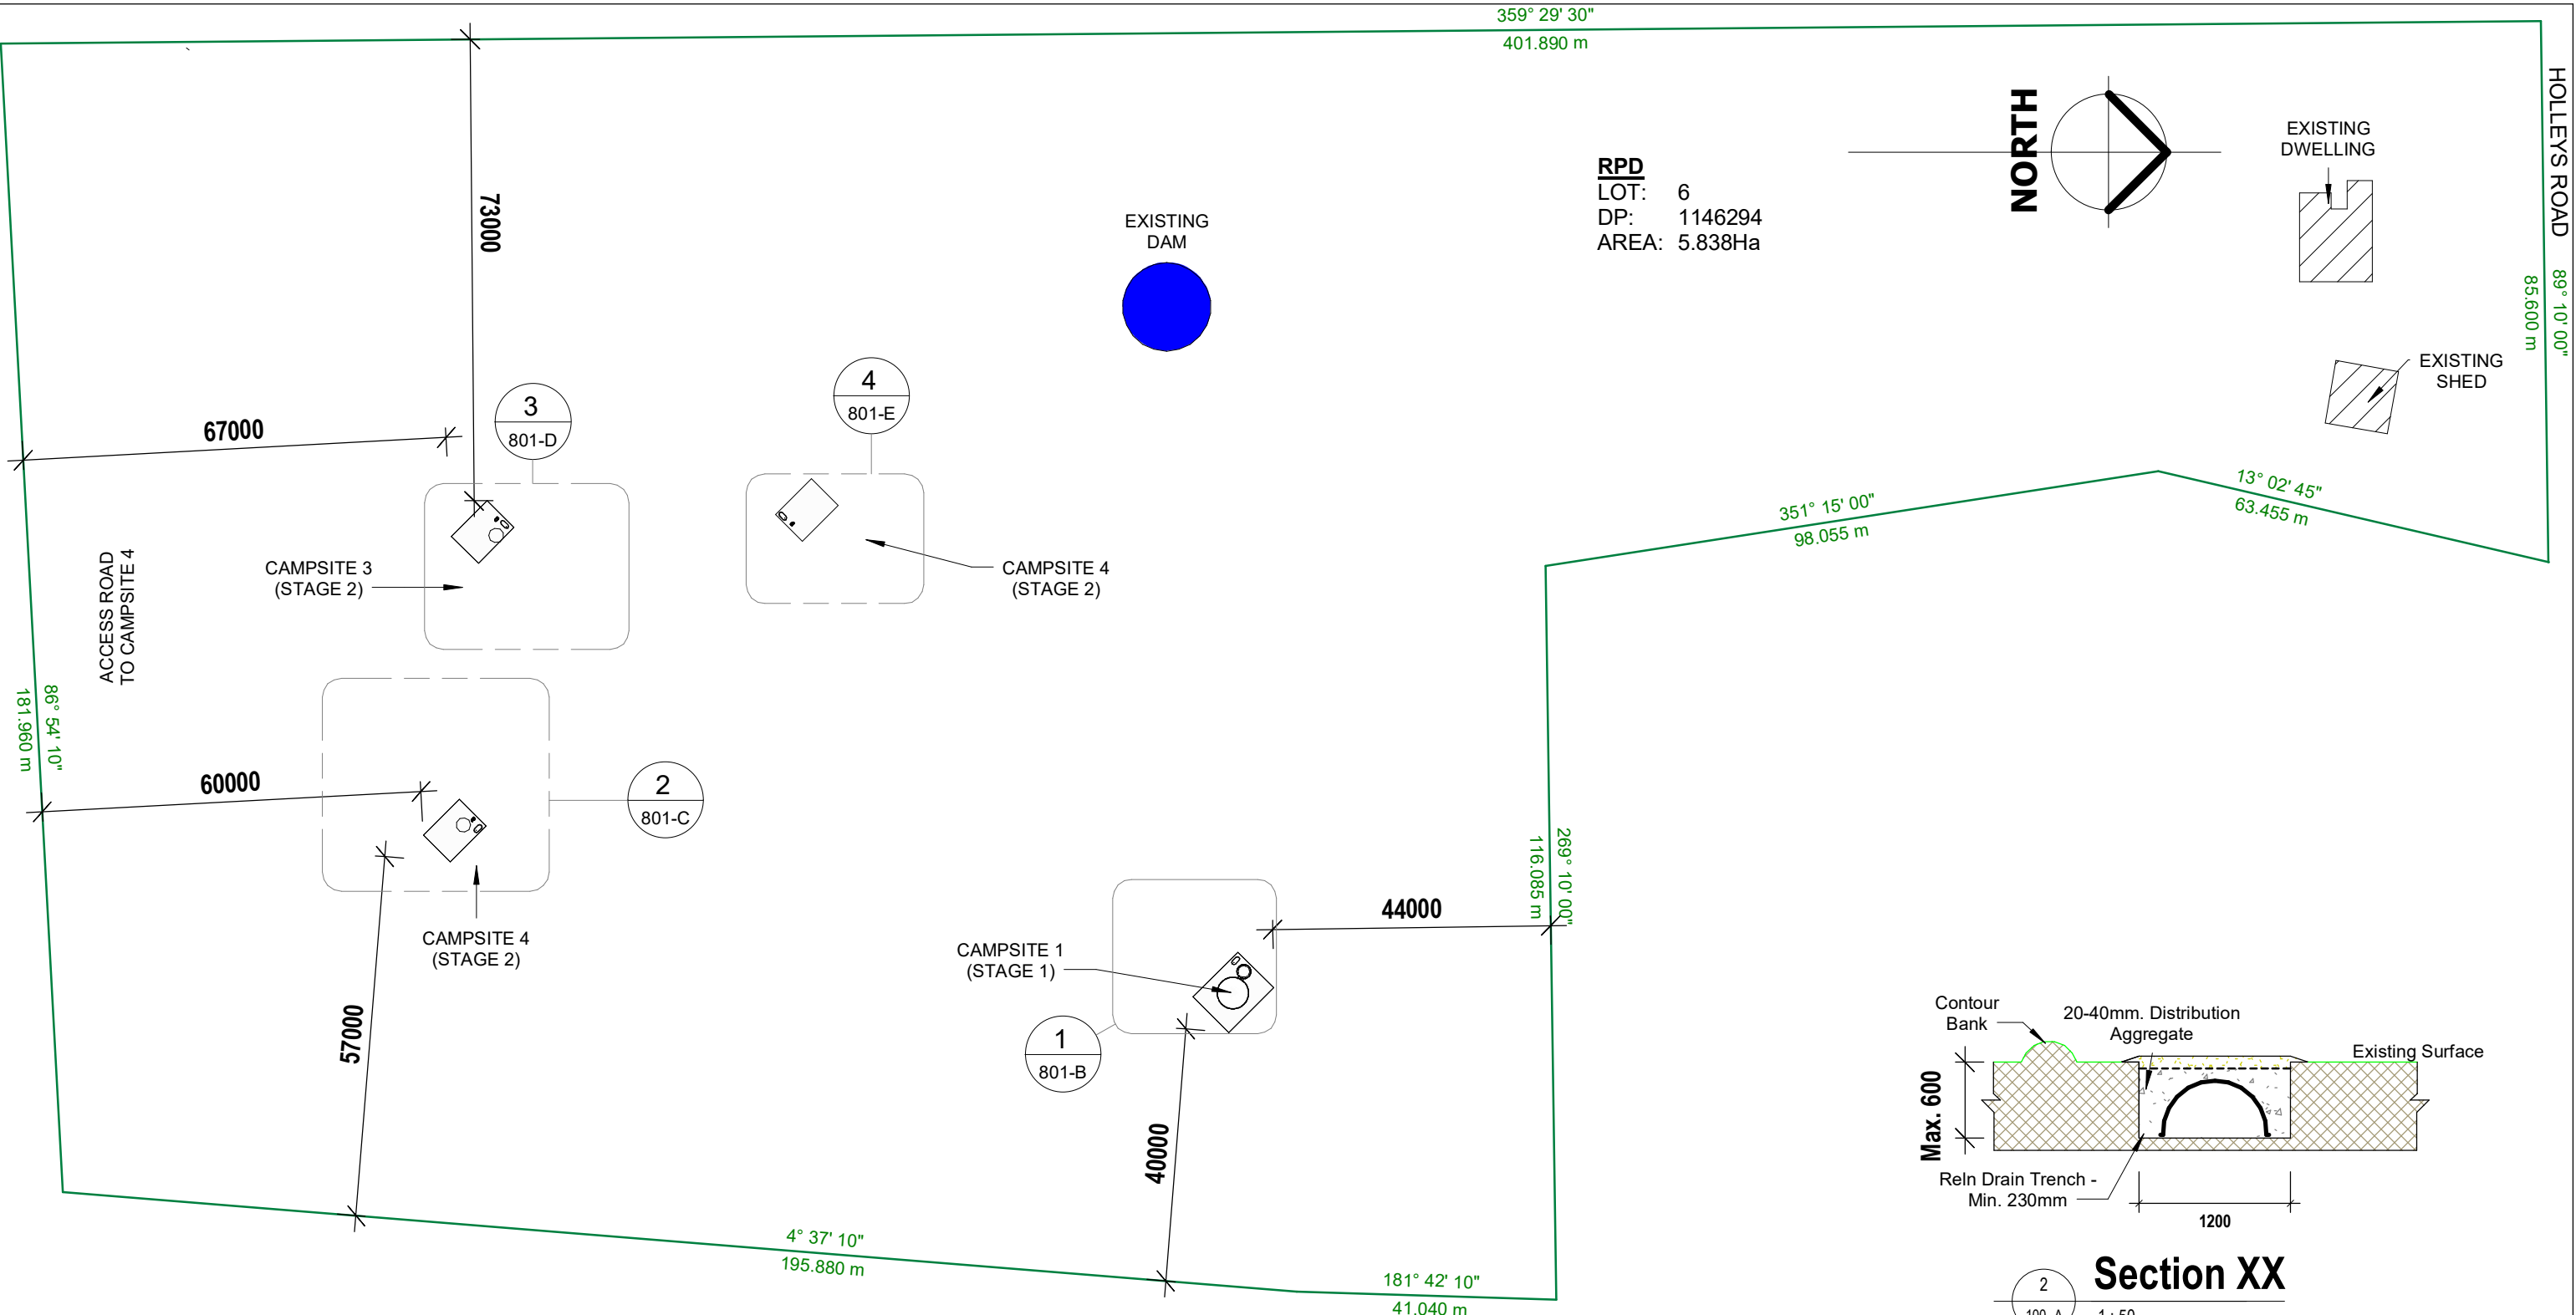 359° 29' 30"
401.890 m
HOLLEYS ROAD
89° 10' 00"
85.600 m
NORTH
EXISTING
DWELLING
RPD
LOT: 6
DP: 1146294
AREA: 5.838Ha
73000
EXISTING
DAM
EXISTING
SHED
4
801-E
3
801-D
67000
13° 02' 45"
63.455 m
351° 15' 00"
98.055 m
ACCESS ROAD
TO CAMPSITE 4
CAMPSITE 3
(STAGE 2)
CAMPSITE 4
(STAGE 2)
86° 54' 10"
181.960 m
60000
2
801-C
269° 10' 00"
116.085 m
44000
CAMPSITE 4
(STAGE 2)
CAMPSITE 1
(STAGE 1)
57000
1
801-B
40000
4° 37' 10"
195.880 m
181° 42' 10"
41.040 m
Contour
Bank
20-40mm. Distribution
Aggregate
Existing Surface
Max. 600
Reln Drain Trench -
Min. 230mm
1200
Section XX
2
100-A
1 : 50